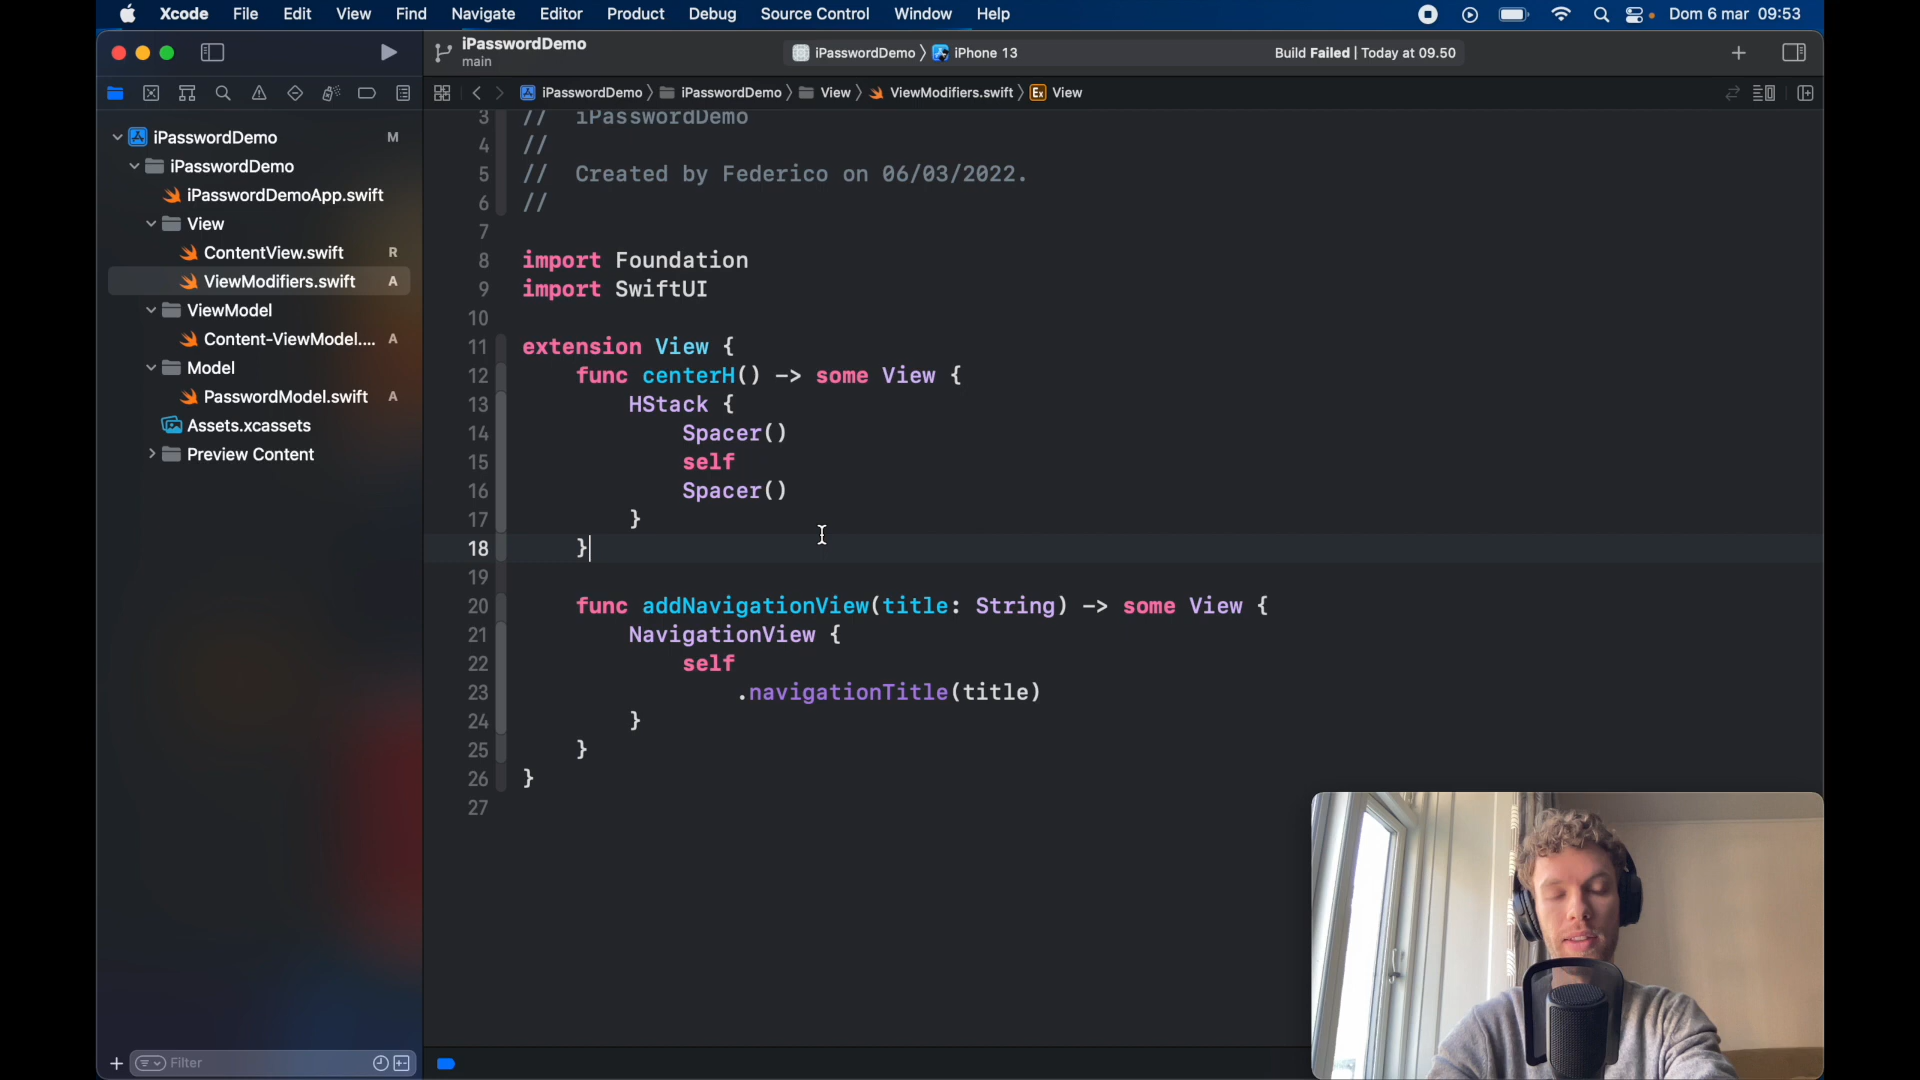 Xcode File Edit View Find Navigate Editor Product Debug Source Control Window Help Dom 6 mar 09:53
iPasswordDemo
main
iPasswordDemo iPhone 13 Build Failed | Today at 09.50
iPasswordDemo iPasswordDemo View ViewModifiers.swift Ex View
iPasswordDemo M
iPasswordDemo
iPasswordDemoApp.swift
View
ContentView.swift R
ViewModifiers.swift A
ViewModel
Content-ViewModel.... A
Model
PasswordModel.swift A
Assets.xcassets
Preview Content
Filter
3 // iPasswordDemo
4 //
5 // Created by Federico on 06/03/2022.
6 //
7
8 import Foundation
9 import SwiftUI
10
11 extension View {
12 func centerH() -> some View {
13 HStack {
14 Spacer()
15 self
16 Spacer()
17 }
18 }
19
20 func addNavigationView(title: String) -> some View {
21 NavigationView {
22 self
23 .navigationTitle(title)
24 }
25 }
26 }
27